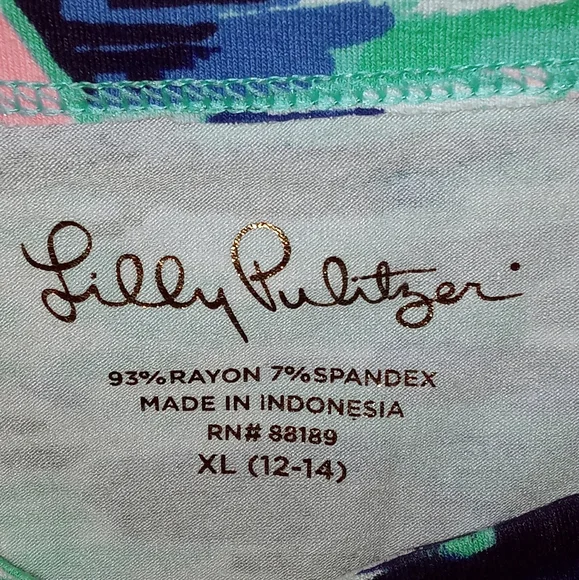 Lilly Pulitzer
93% RAYON 7% SPANDEX
MADE IN INDONESIA
RN# 88189
XL (12-14)